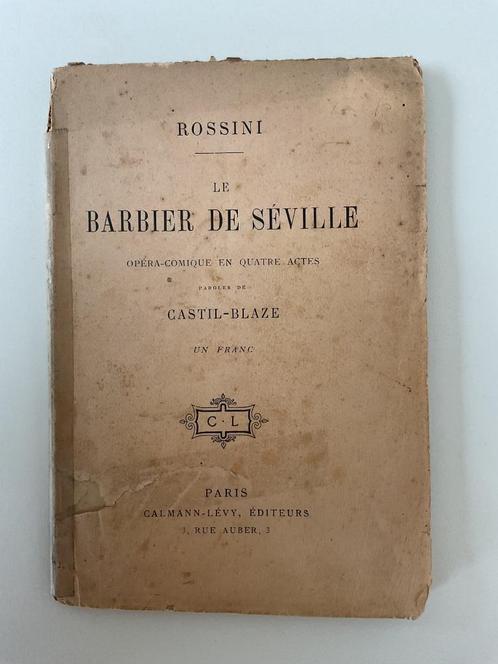 ROSSINI
LE
BARBIER DE SÉVILLE
OPÉRA-COMIQUE EN QUATRE ACTES
PAROLES DE
CASTIL-BLAZE
UN FRANC
C · L
PARIS
CALMANN-LÉVY, ÉDITEURS
3, RUE AUBER, 3